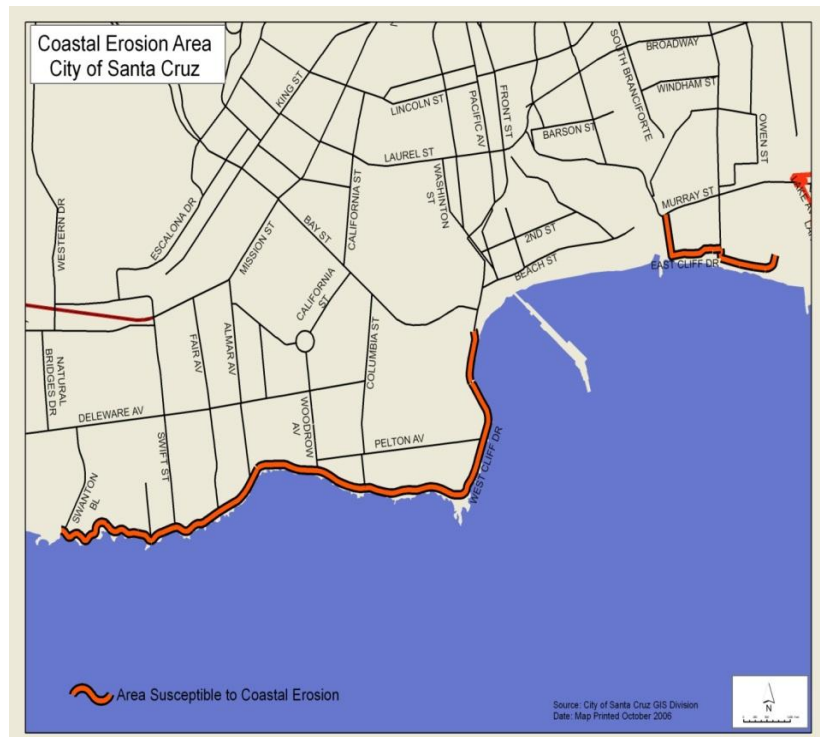 Coastal Erosion Area
City of Santa Cruz
BROADWAY
SOUTH BRANCIFORTE
WINDHAM ST
KING ST
LINCOLN ST
PACIFIC AV
FRONT ST
BARSON ST
OWEN ST
LAUREL ST
WASHINTON
ST
CALIFORNIA ST
MURRAY ST
WESTERN DR
ESCALONA DR
MISSION ST
BAY ST
2ND ST
BEACH ST
EAST CLIFF DR
CALIFORNIA
ST
COLUMBIA ST
FAIR AV
ALMAR AV
NATURAL
BRIDGES DR
DELEWARE AV
WOODROW
AV
SWIFT ST
PELTON AV
WEST CLIFF DR
SWANTON
BL
Area Susceptible to Coastal Erosion
Source: City of Santa Cruz GIS Division
Date: Map Printed October 2006
N